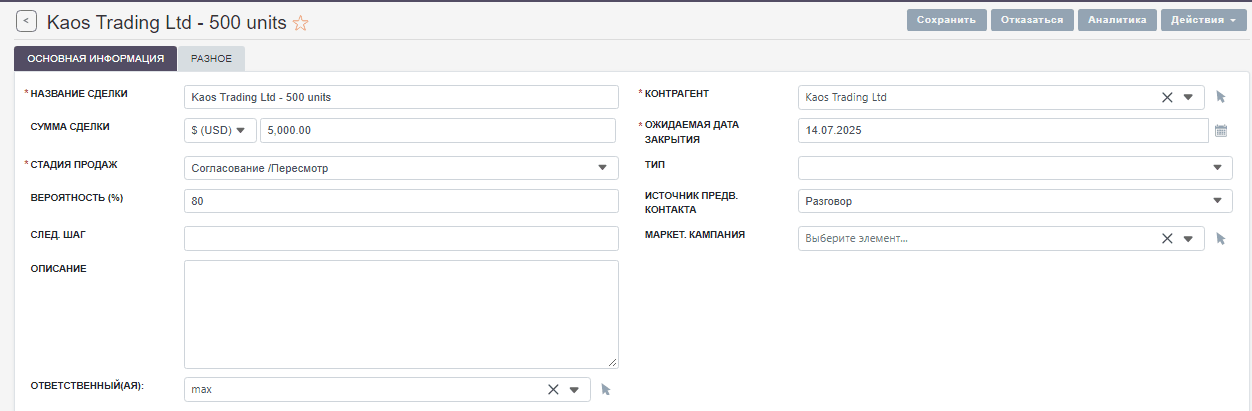 < Kaos Trading Ltd - 500 units Сохранить Отказаться Аналитика Действия
ОСНОВНАЯ ИНФОРМАЦИЯ РАЗНОЕ
* НАЗВАНИЕ СДЕЛКИ Kaos Trading Ltd - 500 units
* КОНТРАГЕНТ Kaos Trading Ltd
СУММА СДЕЛКИ $ (USD) 5,000.00
* ОЖИДАЕМАЯ ДАТА
ЗАКРЫТИЯ
14.07.2025
* СТАДИЯ ПРОДАЖ Согласование /Пересмотр
ТИП
ВЕРОЯТНОСТЬ (%) 80
ИСТОЧНИК ПРЕДВ.
КОНТАКТА
Разговор
СЛЕД. ШАГ
МАРКЕТ. КАМПАНИЯ Выберите элемент...
ОПИСАНИЕ
ОТВЕТСТВЕННЫЙ(АЯ): max